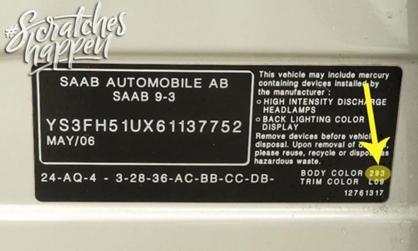 #Scratches
happen
SAAB AUTOMOBILE AB
SAAB 9-3
YS3FH51UX61137752
MAY/06
24-AQ-4 - 3-28-36-AC-BB-CC-DB-
This vehicle may include mercury
containing devices installed by
the manufacturer :
○ HIGH INTENSITY DISCHARGE
HEADLAMPS
○ BACK LIGHTING COLOR
DISPLAY
Remove devices before vehicle
disposal. Upon removal of
please reuse, recycle or dispose as
hazardous waste.
BODY COLOR 293
TRIM COLOR L09
12761317